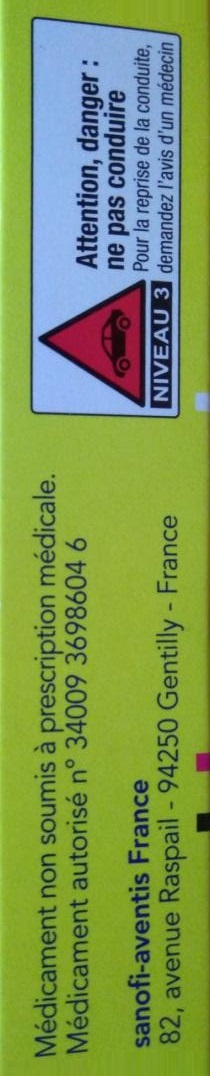 Médicament non soumis à prescription médicale.
Médicament autorisé n° 34009 3698604 6
sanofi-aventis France
82, avenue Raspail - 94250 Gentilly - France
Attention, danger :
ne pas conduire
Pour la reprise de la conduite,
NIVEAU 3 demandez l'avis d'un médecin